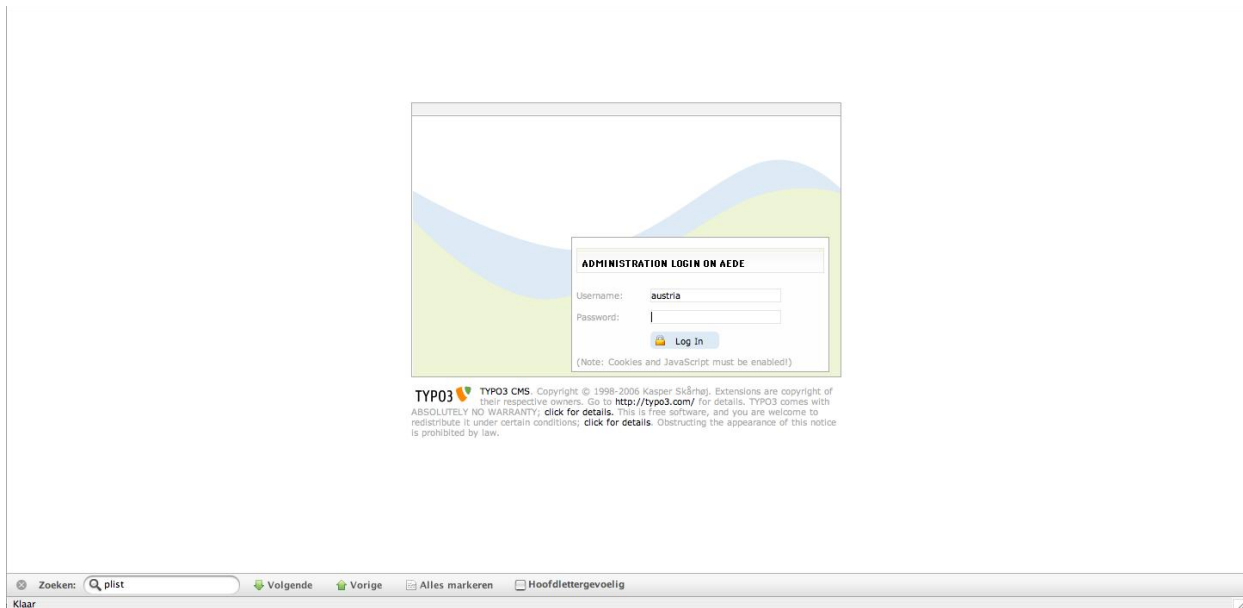 ADMINISTRATION LOGIN ON AEDE
Username: austria
Password:
Log In
(Note: Cookies and JavaScript must be enabled!)
TYPO3 TYPO3 CMS. Copyright © 1998-2006 Kasper Skårhøj. Extensions are copyright of
their respective owners. Go to http://typo3.com/ for details. TYPO3 comes with
ABSOLUTELY NO WARRANTY; click for details. This is free software, and you are welcome to
redistribute it under certain conditions; click for details. Obstructing the appearance of this notice
is prohibited by law.
Zoeken: plist Volgende Vorige Alles markeren Hoofdlettergevoelig
Klaar